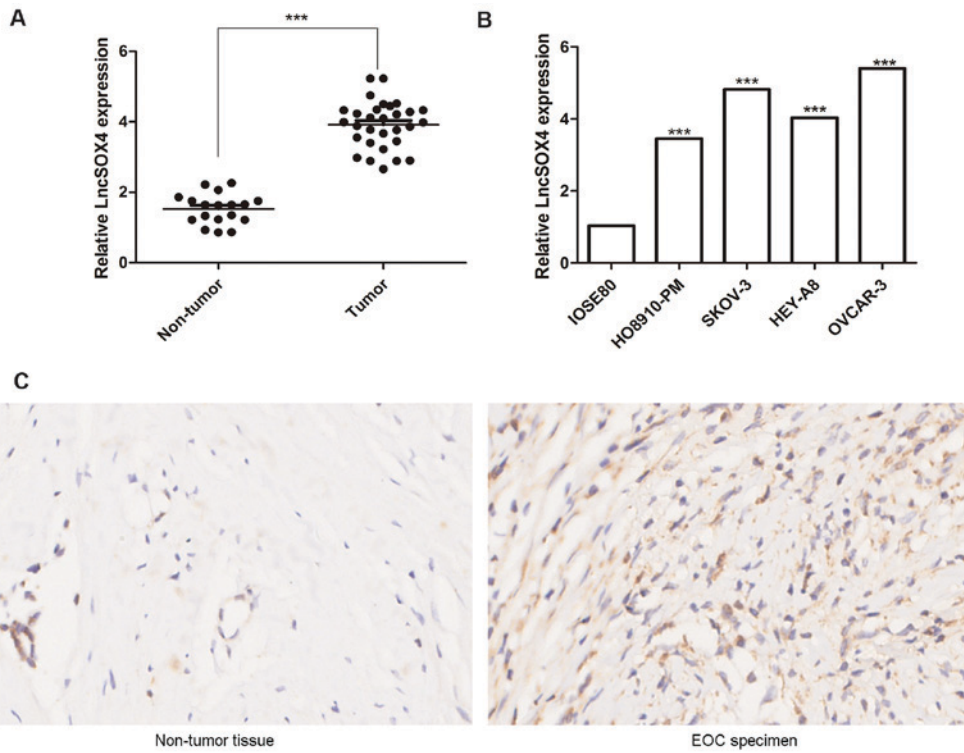 A
***
Relative LncSOX4 expression
6
4
2
0
Non-tumor
Tumor
B
Relative LncSOX4 expression
6
4
2
0
***
***
***
***
IOSE80
HO8910-PM
SKOV-3
HEY-A8
OVCAR-3
C
Non-tumor tissue
EOC specimen